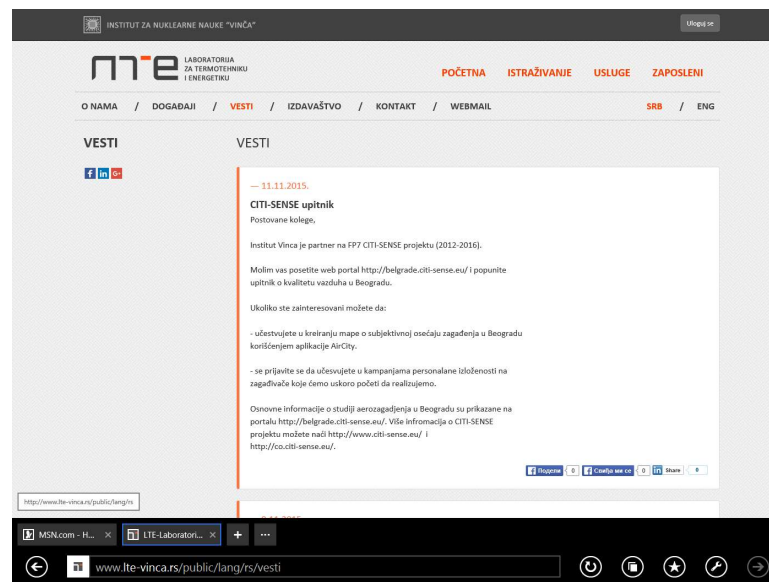 INSTITUT ZA NUKLEARNE NAUKE "VINČA"
Uloguj se
LABORATORIJA
ZA TERMOTEHNIKU
I ENERGETIKU
POČETNA ISTRAŽIVANJE USLUGE ZAPOSLENI
O NAMA / DOGAĐAJI / VESTI / IZDAVAŠTVO / KONTAKT / WEBMAIL
SRB / ENG
VESTI
VESTI
— 11.11.2015.
CITI-SENSE upitnik
Postovane kolege,
Institut Vinca je partner na FP7 CITI-SENSE projektu (2012-2016).
Molim vas posetite web portal http://belgrade.citi-sense.eu/ i popunite
upitnik o kvalitetu vazduha u Beogradu.
Ukoliko ste zainteresovani možete da:
- učestvujete u kreiranju mape o subjektivnoj osećaju zagađenja u Beogradu
korišćenjem aplikacije AirCity.
- se prijavite se da učesvujete u kampanjama personalane izloženosti na
zagađivače koje ćemo uskoro početi da realizujemo.
Osnovne informacije o studiji aerozagadjenja u Beogradu su prikazane na
portalu http://belgrade.citi-sense.eu/. Više infromacija o CITI-SENSE
projektu možete naći http://www.citi-sense.eu/ i
http://co.citi-sense.eu/.
Подели 0 Свиђа ми се 0 in Share 0
http://www.lte-vinca.rs/public/lang/rs
MSN.com - H... LTE-Laboratori...
www.lte-vinca.rs/public/lang/rs/vesti